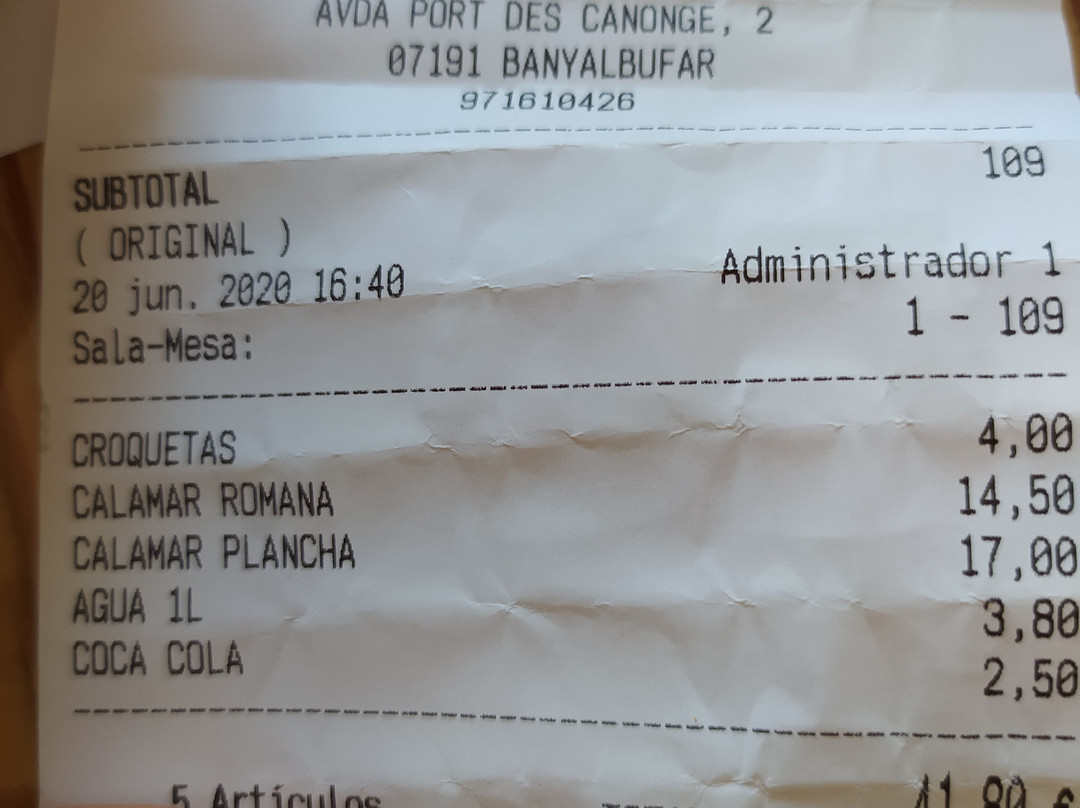 AVDA PORT DES CANONGE, 2
07191 BANYALBUFAR
971610426
SUBTOTAL 109
( ORIGINAL )
20 jun. 2020 16:40 Administrador 1
Sala-Mesa: 1 - 109
CROQUETAS 4,00
CALAMAR ROMANA 14,50
CALAMAR PLANCHA 17,00
AGUA 1L 3,80
COCA COLA 2,50
5 Artículos